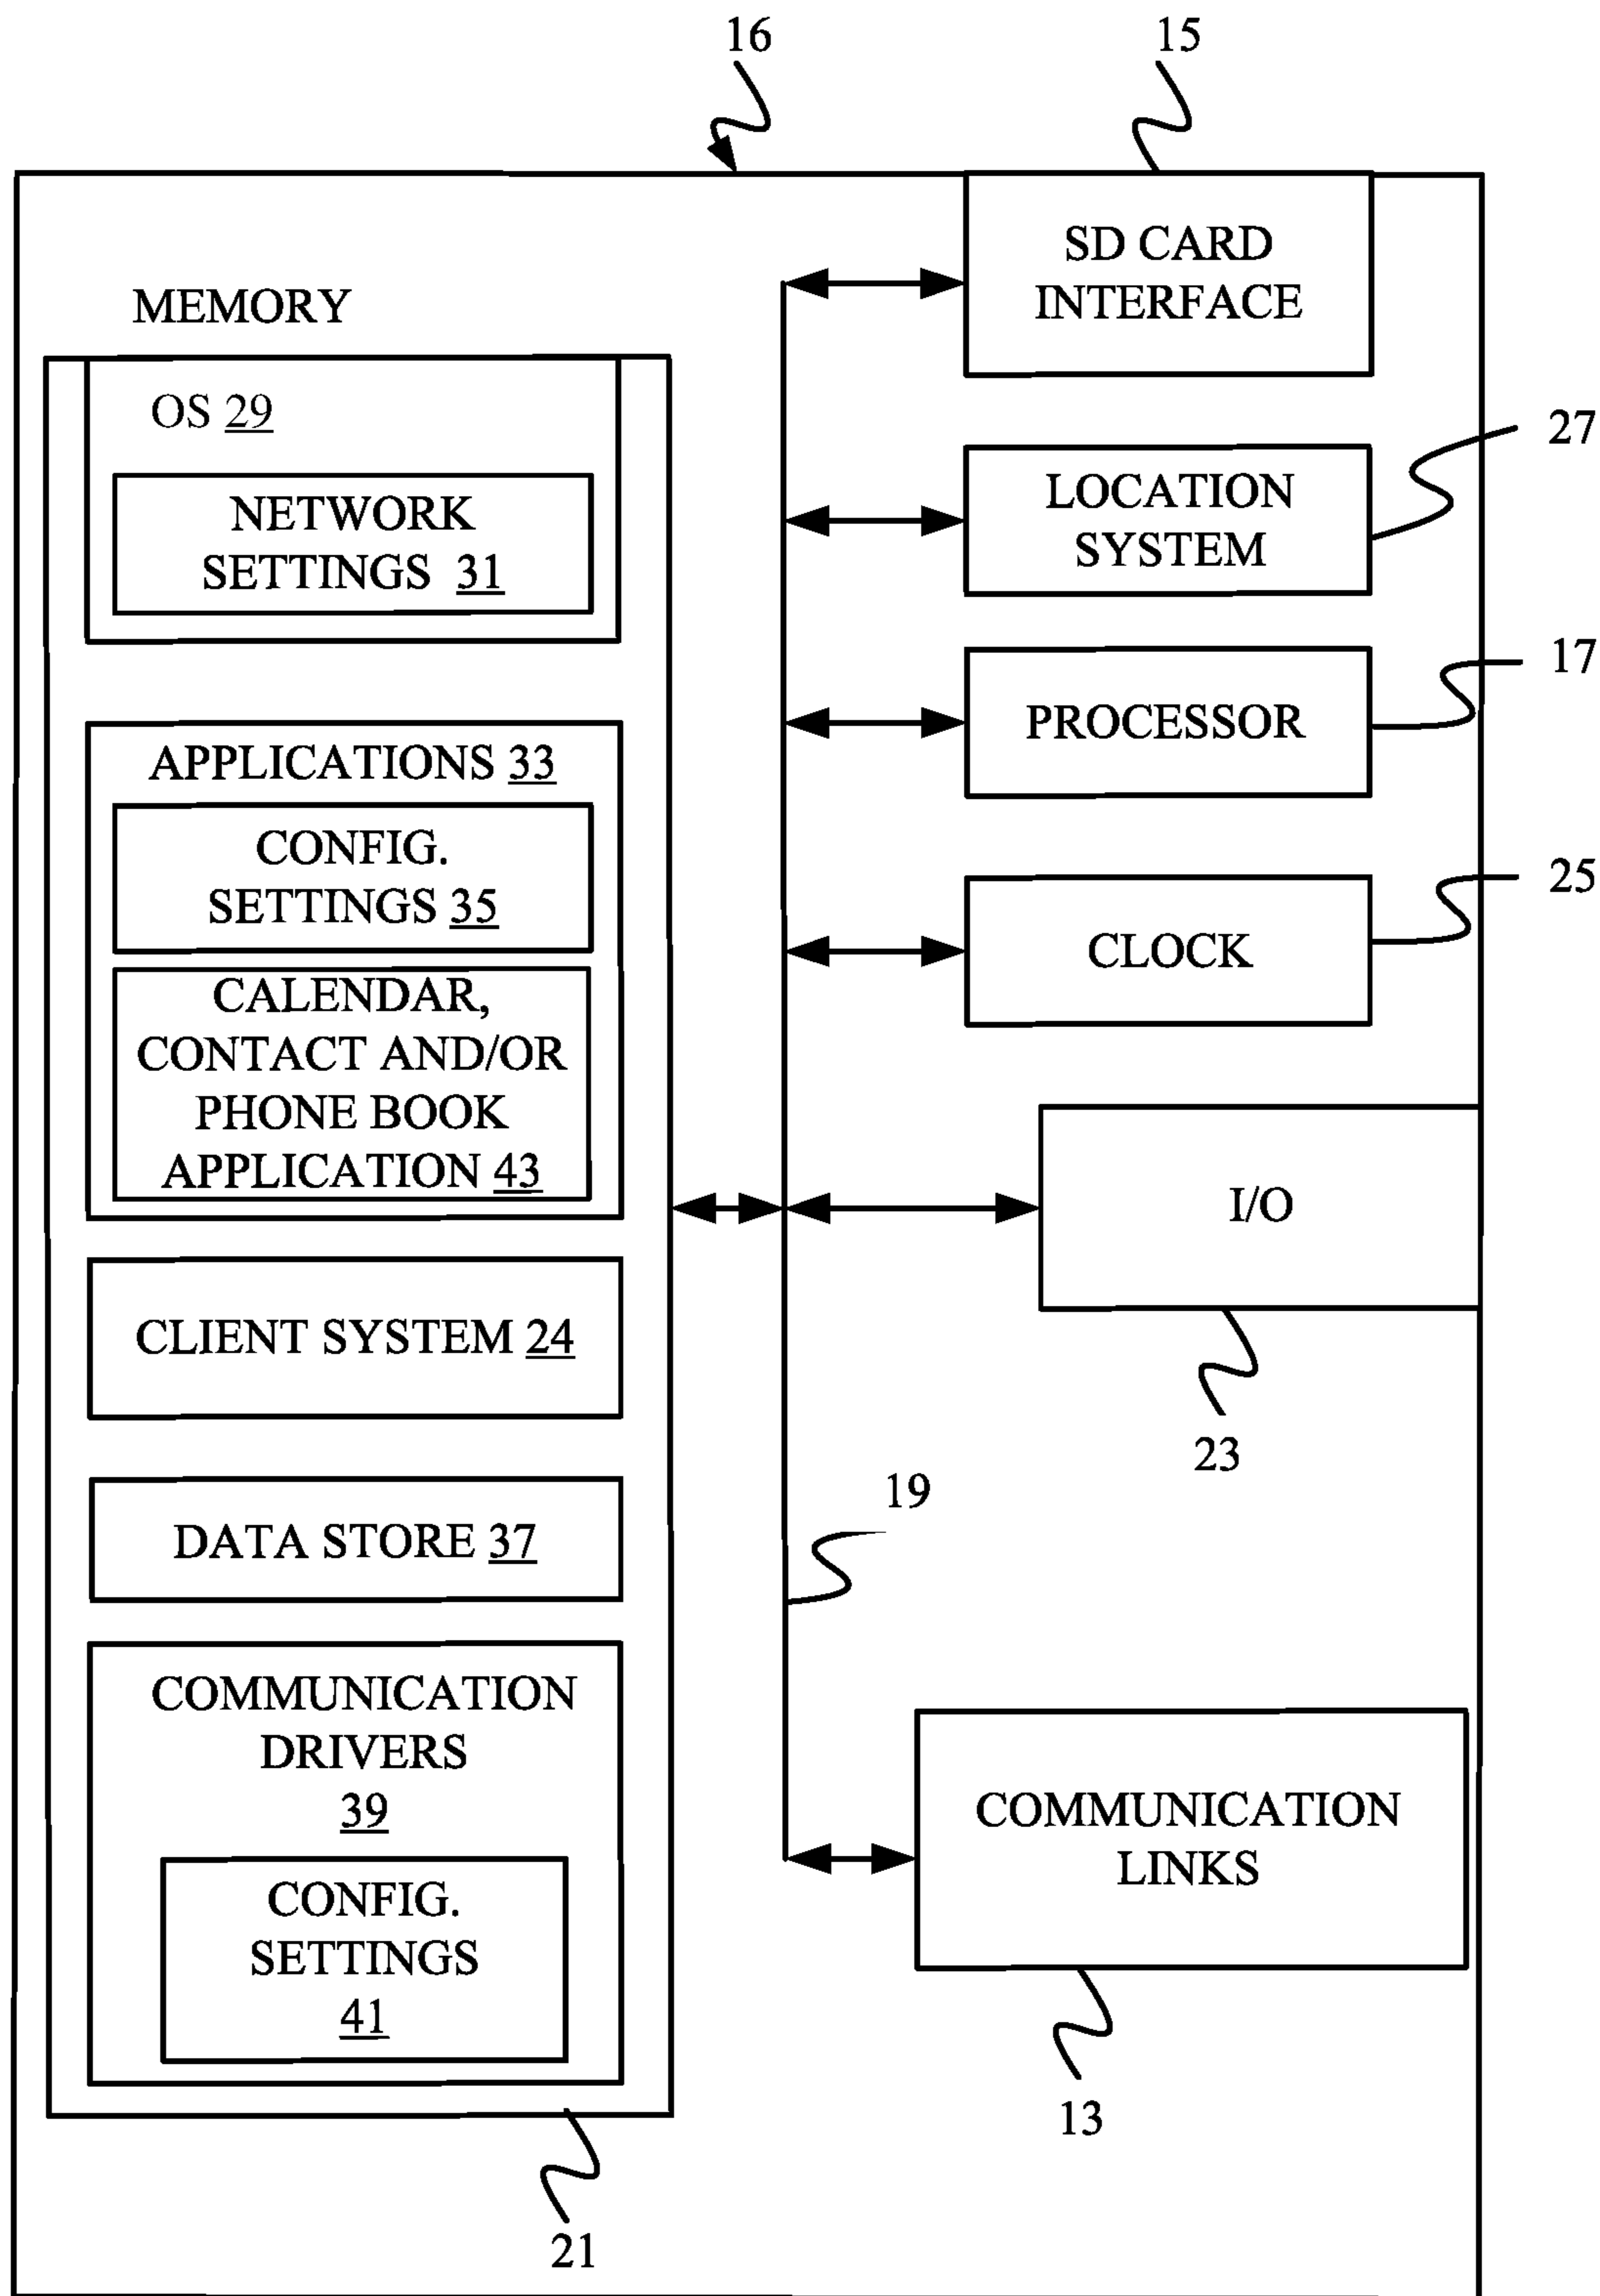 16
15
SD CARD
INTERFACE
MEMORY
OS 29
NETWORK
SETTINGS 31
27
LOCATION
SYSTEM
17
PROCESSOR
APPLICATIONS 33
CONFIG.
SETTINGS 35
25
CLOCK
CALENDAR,
CONTACT AND/OR
PHONE BOOK
APPLICATION 43
I/O
CLIENT SYSTEM 24
23
19
DATA STORE 37
COMMUNICATION
DRIVERS
39
COMMUNICATION
LINKS
CONFIG.
SETTINGS
41
13
21